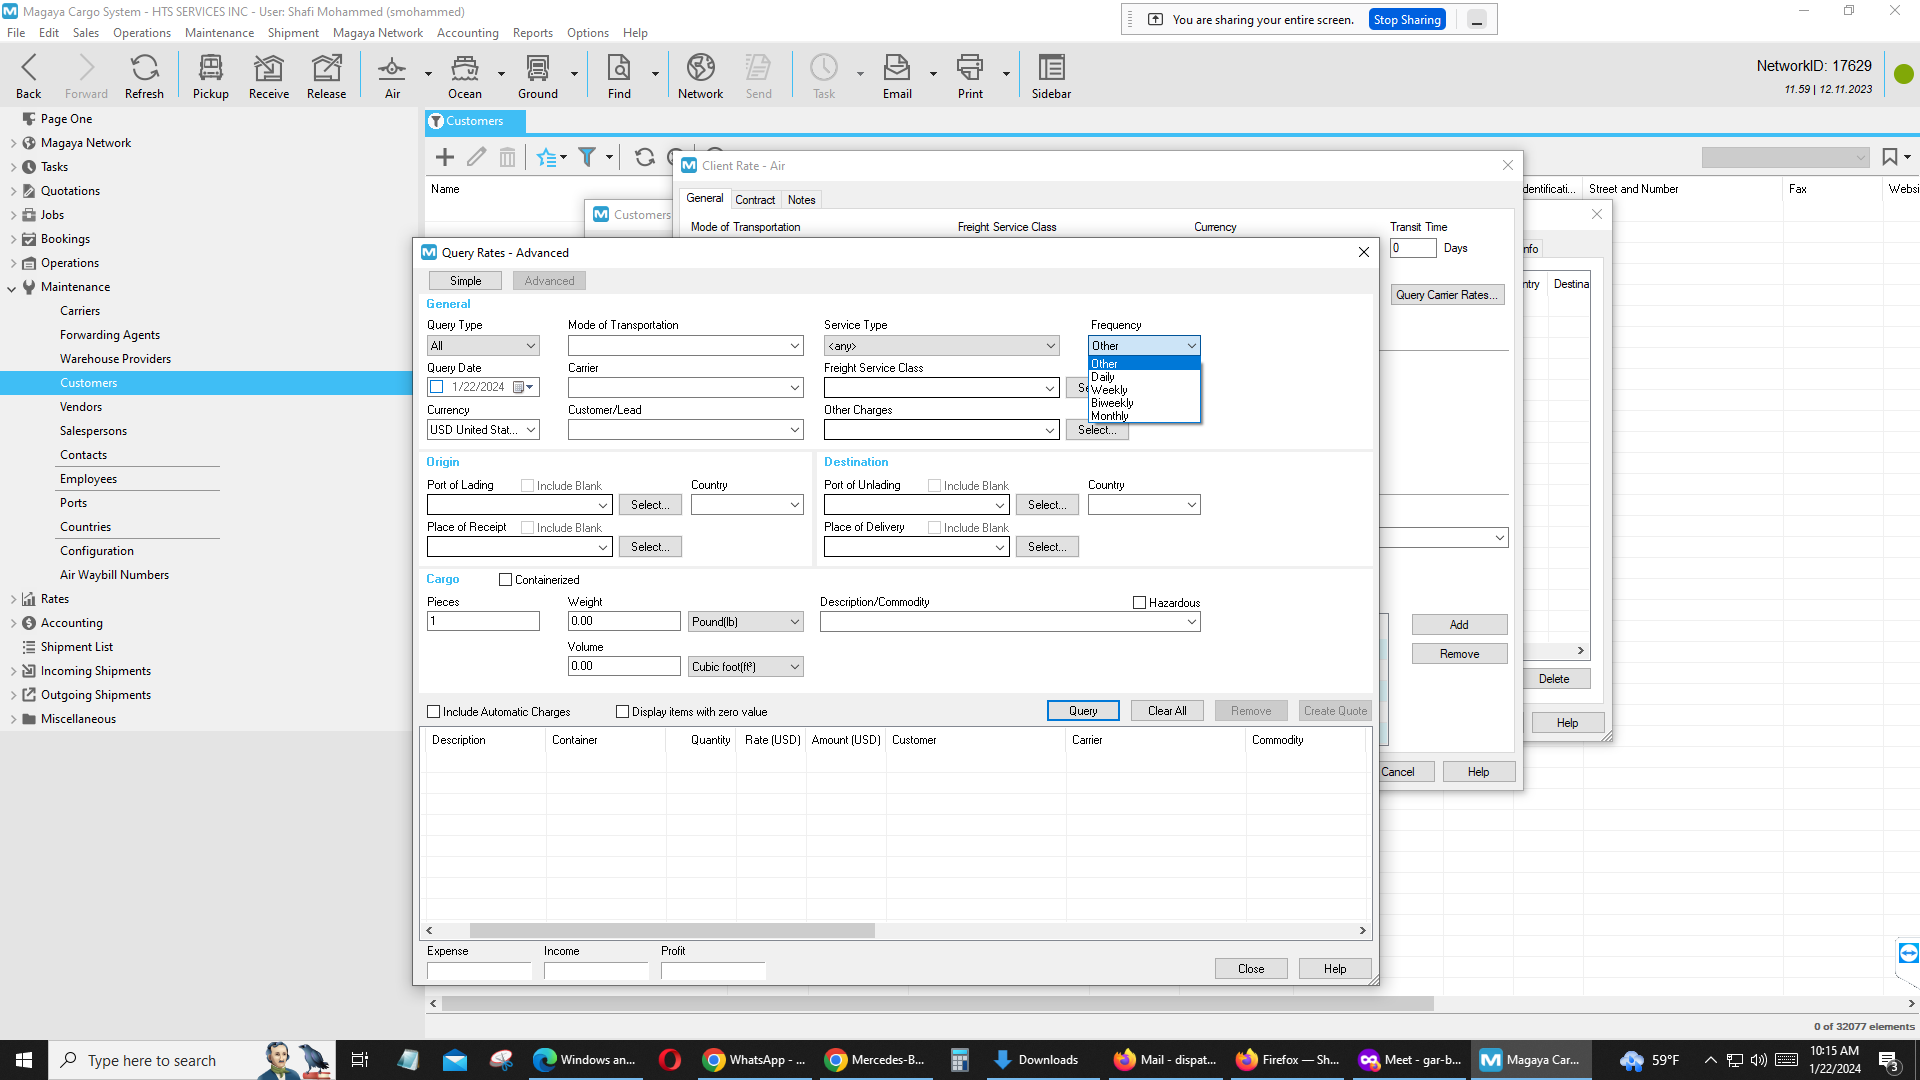 Magaya Cargo System - HTS SERVICES INC - User: Shafi Mohammed (smohammed)
You are sharing your entire screen. Stop Sharing
File Edit Sales Operations Maintenance Shipment Magaya Network Accounting Reports Options Help
Back Forward Refresh Pickup Receive Release Air Ocean Ground Find Network Send Task Email Print Sidebar
NetworkID: 17629
11.59 | 12.11.2023
Page One
Magaya Network
Tasks
Quotations
Jobs
Bookings
Operations
Maintenance
Carriers
Forwarding Agents
Warehouse Providers
Customers
Vendors
Salespersons
Contacts
Employees
Ports
Countries
Configuration
Air Waybill Numbers
Rates
Accounting
Shipment List
Incoming Shipments
Outgoing Shipments
Miscellaneous
Customers
Name Street and Number Fax Websi
Customers
Client Rate - Air
General Contract Notes
Mode of Transportation Freight Service Class Currency Transit Time
0 Days
Query Carrier Rates...
Add
Remove
Cancel Help
dentificati...
nfo
ntry Destina
Delete
Help
Query Rates - Advanced
Simple Advanced
General
Query Type Mode of Transportation Service Type Frequency
All <any> Other
Other
Daily
Weekly
Biweekly
Monthly
Query Date Carrier Freight Service Class
1/22/2024 Se
Currency Customer/Lead Other Charges
USD United Stat... Select...
Origin Destination
Port of Lading Include Blank Country Port of Unlading Include Blank Country
Select... Select...
Place of Receipt Include Blank Place of Delivery Include Blank
Select... Select...
Cargo Containerized
Pieces Weight Description/Commodity Hazardous
1 0.00 Pound(lb)
Volume
0.00 Cubic foot(ft³)
Include Automatic Charges Display items with zero value Query Clear All Remove Create Quote
Description Container Quantity Rate (USD) Amount (USD) Customer Carrier Commodity
Expense Income Profit
Close Help
0 of 32077 elements
Type here to search
Windows an... WhatsApp - ... Mercedes-B... Downloads Mail - dispat... Firefox — Sh... Meet - gar-b... Magaya Car...
59°F
10:15 AM
1/22/2024
3